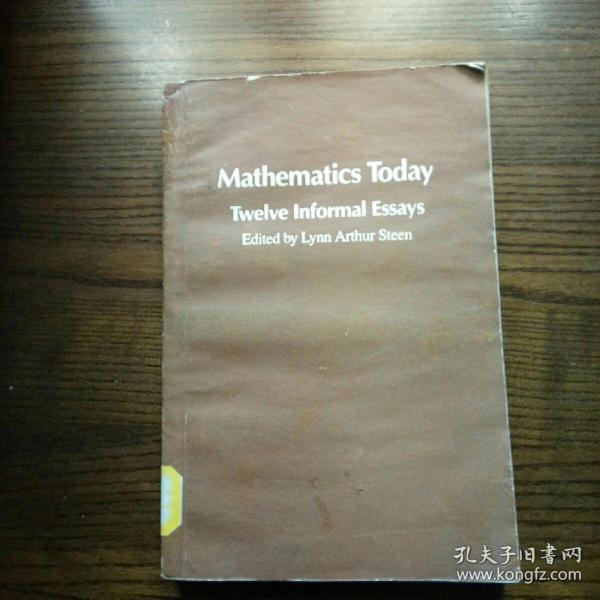 Mathematics Today
Twelve Informal Essays
Edited by Lynn Arthur Steen
孔夫子旧书网
www.kongfz.com